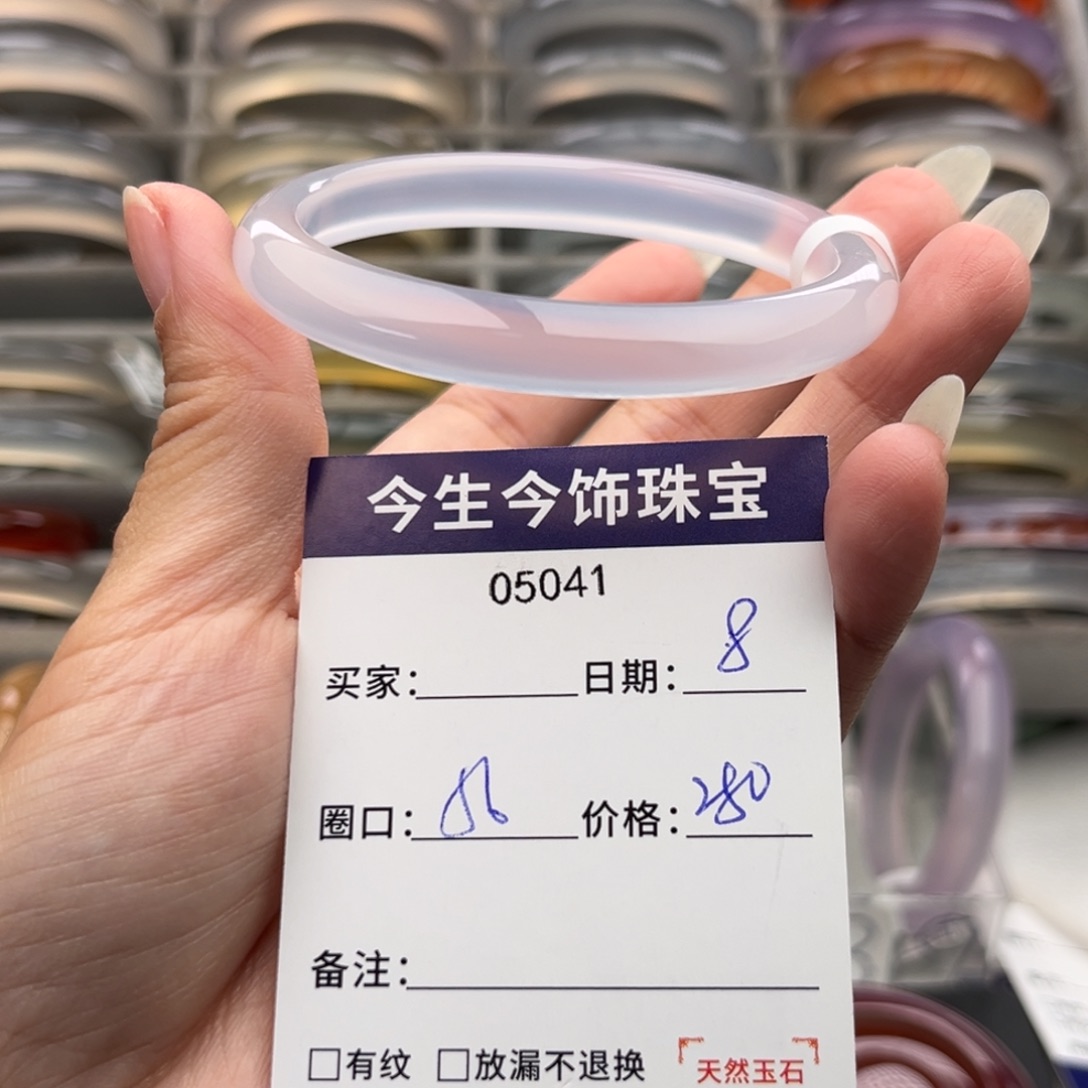 今生今饰珠宝
05041
买家: 日期: 8
圈口: 56 价格: 280
备注:
□有纹 □放漏不退换 天然玉石